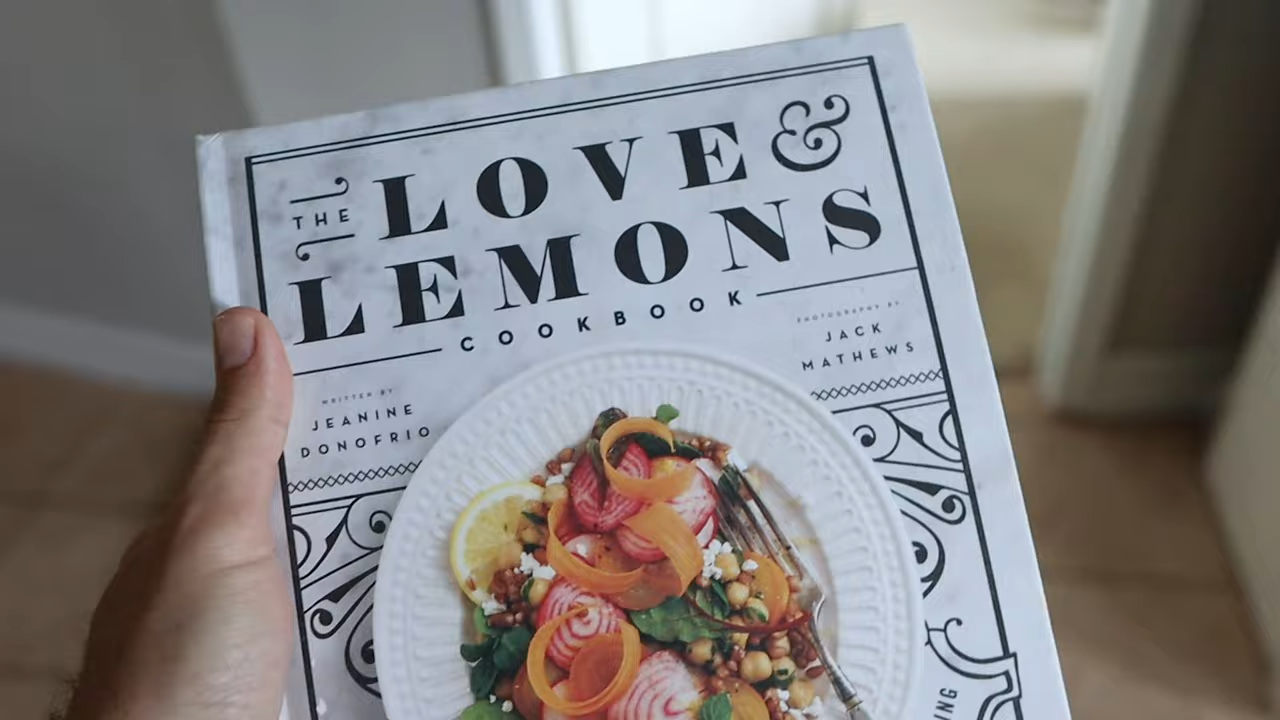 THE
LOVE &
LEMONS
COOKBOOK
WRITTEN BY
JEANINE
DONOFRIO
PHOTOGRAPHY BY
JACK
MATHEWS